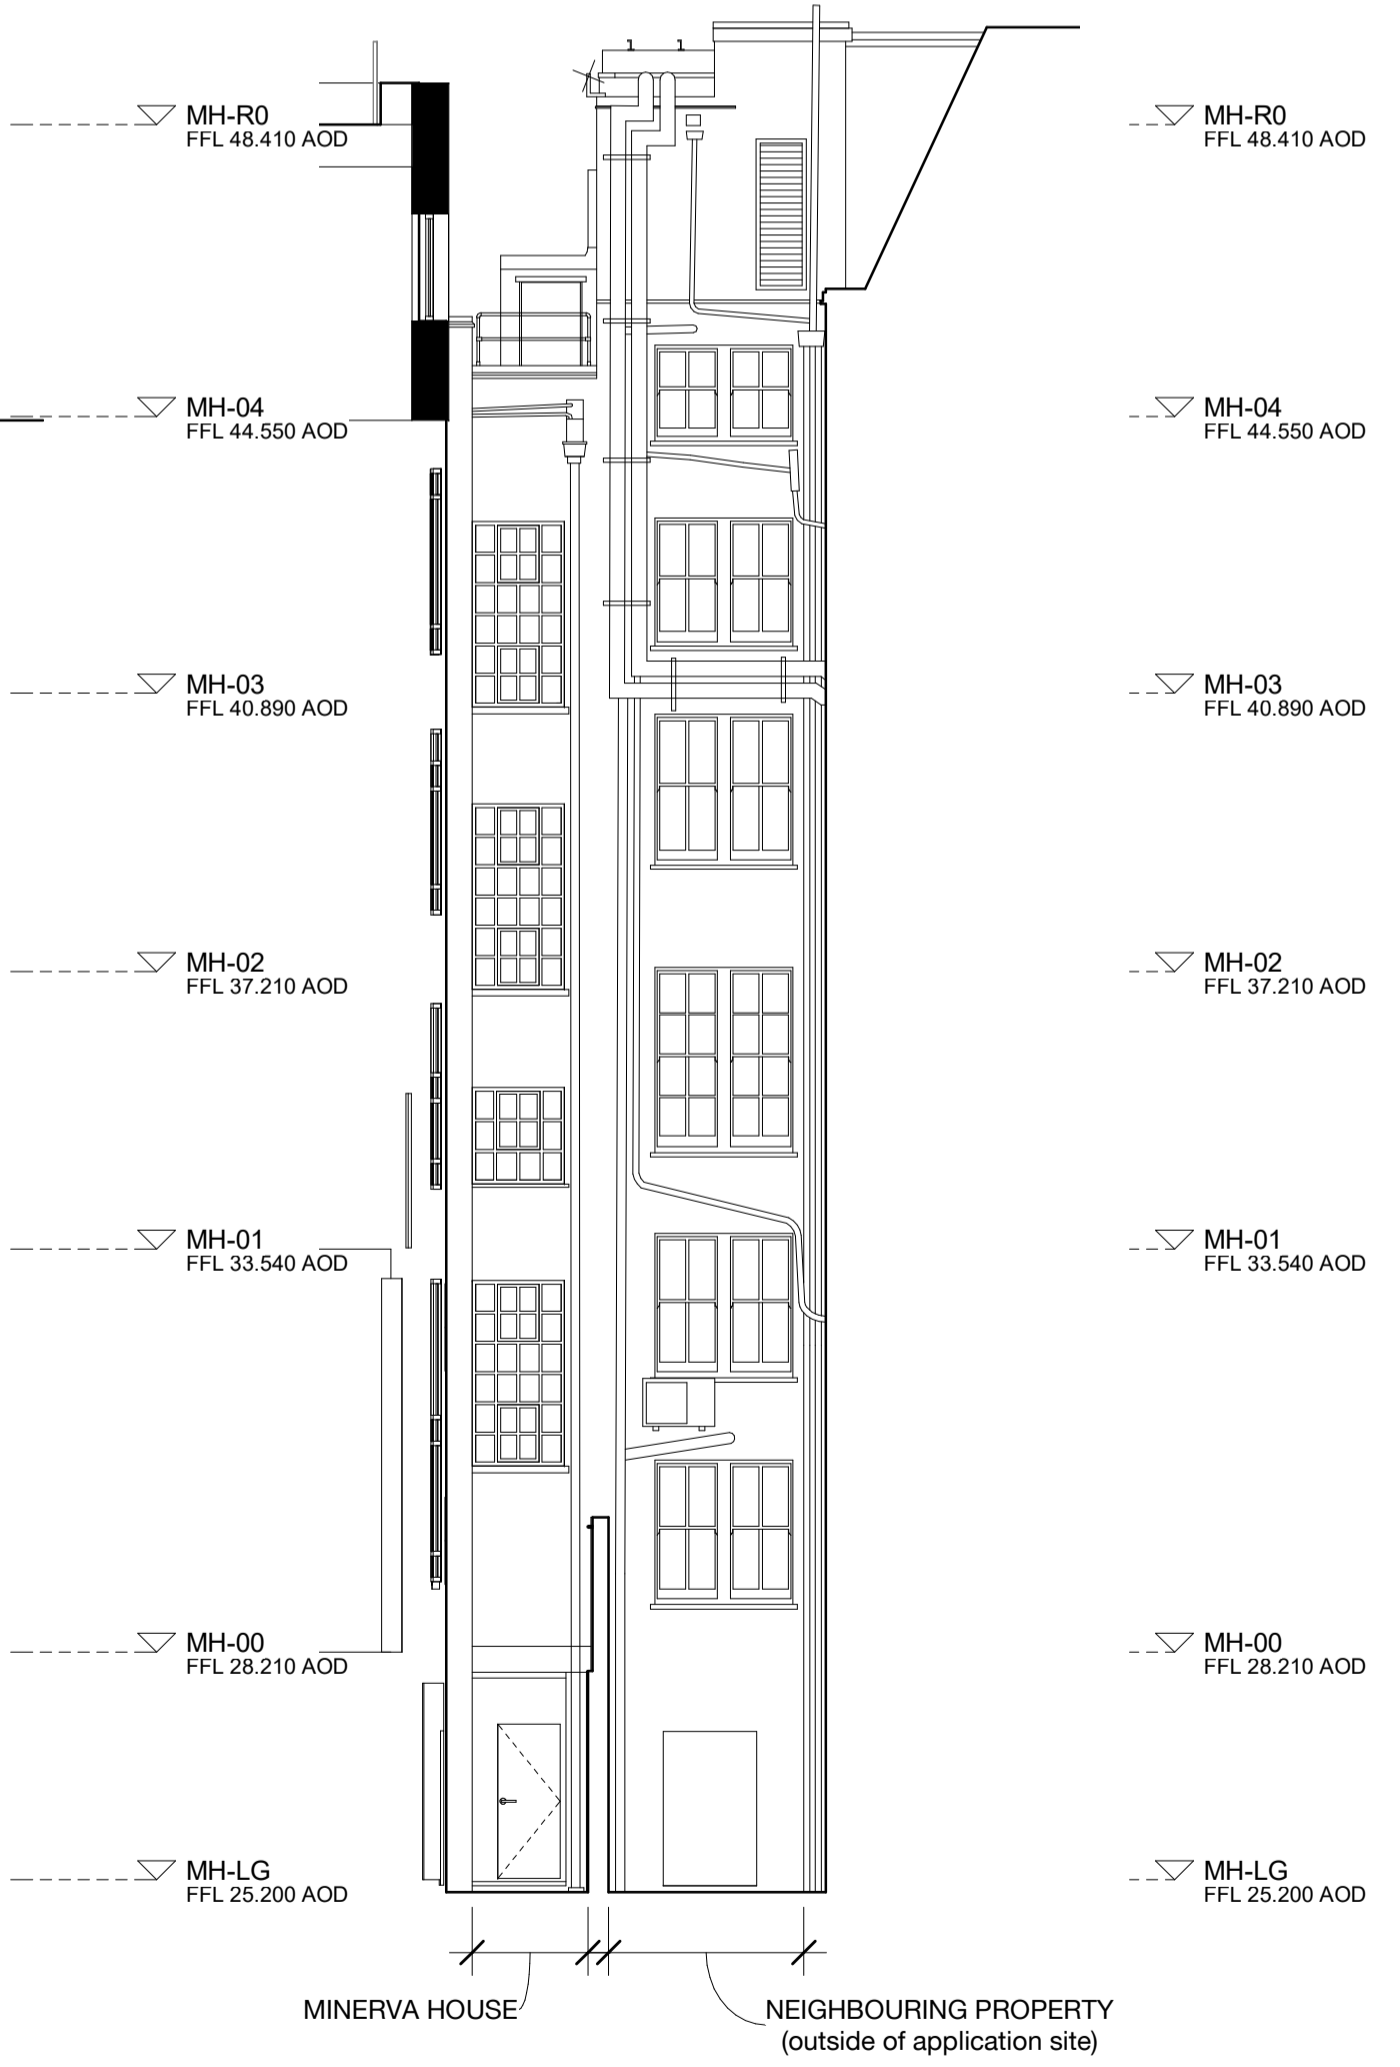 MH-R0
FFL 48.410 AOD
MH-R0
FFL 48.410 AOD
MH-04
FFL 44.550 AOD
MH-04
FFL 44.550 AOD
MH-03
FFL 40.890 AOD
MH-03
FFL 40.890 AOD
MH-02
FFL 37.210 AOD
MH-02
FFL 37.210 AOD
MH-01
FFL 33.540 AOD
MH-01
FFL 33.540 AOD
MH-00
FFL 28.210 AOD
MH-00
FFL 28.210 AOD
MH-LG
FFL 25.200 AOD
MH-LG
FFL 25.200 AOD
MINERVA HOUSE
NEIGHBOURING PROPERTY
(outside of application site)